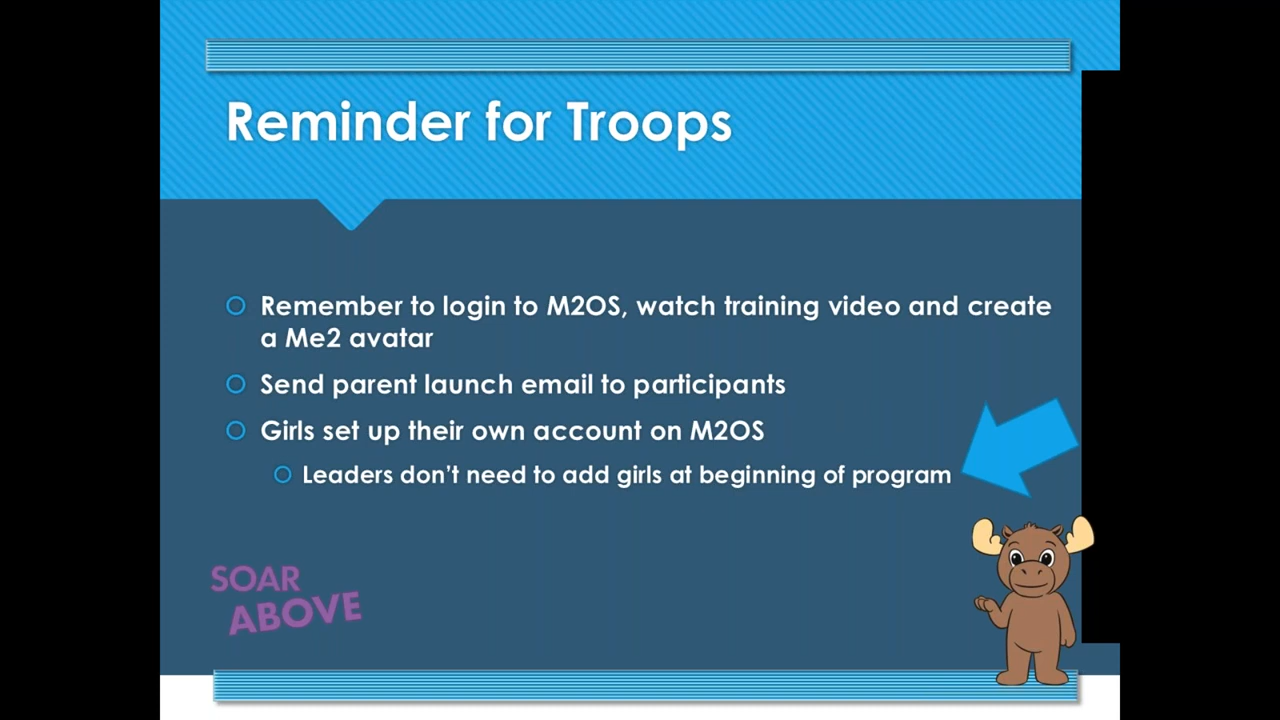 Reminder for Troops
Remember to login to M2OS, watch training video and create
a Me2 avatar
Send parent launch email to participants
Girls set up their own account on M2OS
Leaders don’t need to add girls at beginning of program
SOAR
ABOVE